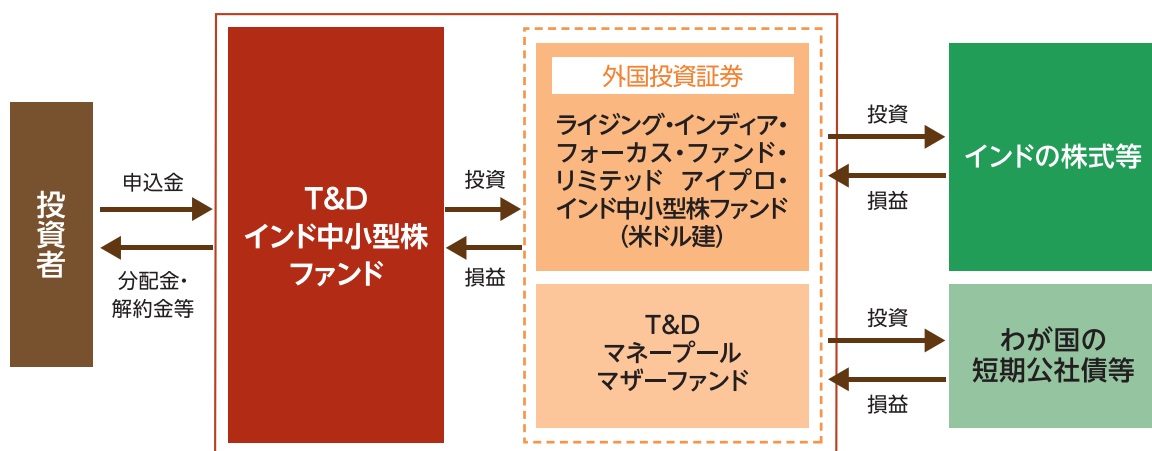 投資者
申込金
分配金・
解約金等
T&D
インド中小型株
ファンド
投資
損益
外国投資証券
ライジング・インディア・
フォーカス・ファンド・
リミテッド アイプロ・
インド中小型株ファンド
（米ドル建）
T&D
マネープール
マザーファンド
投資
損益
インドの株式等
投資
損益
わが国の
短期公社債等